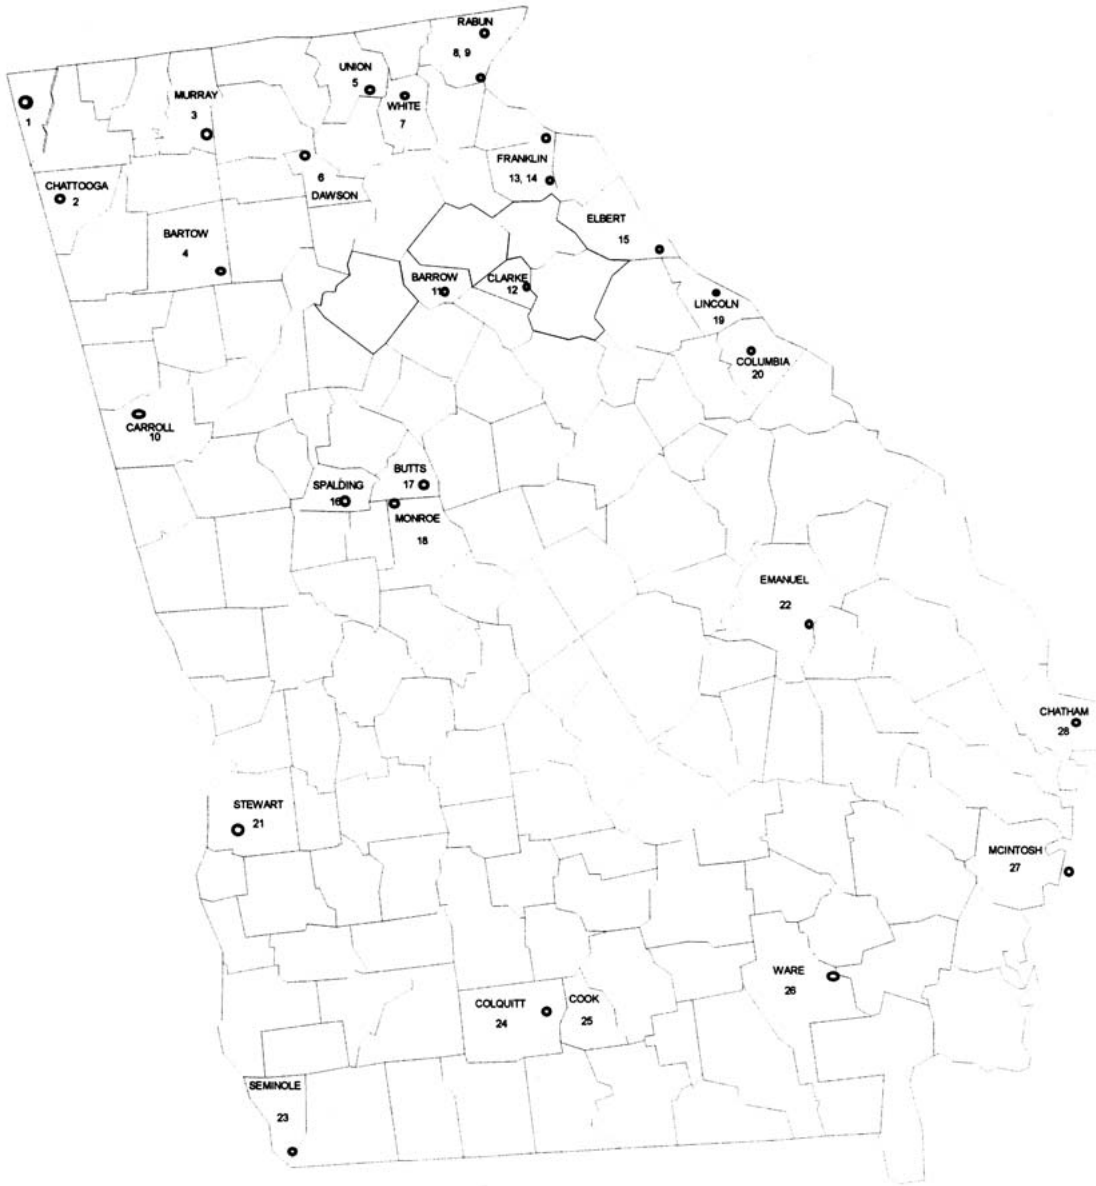 RABUN
8, 9
UNION
5
WHITE
7
1
MURRAY
3
FRANKLIN
13, 14
6
DAWSON
CHATTOOGA
2
ELBERT
15
BARTOW
4
BARROW
11
CLARKE
12
LINCOLN
19
COLUMBIA
20
CARROLL
10
BUTTS
17
SPALDING
16
MONROE
18
EMANUEL
22
CHATHAM
28
STEWART
21
MCINTOSH
27
WARE
26
COLQUITT
24
COOK
25
SEMINOLE
23